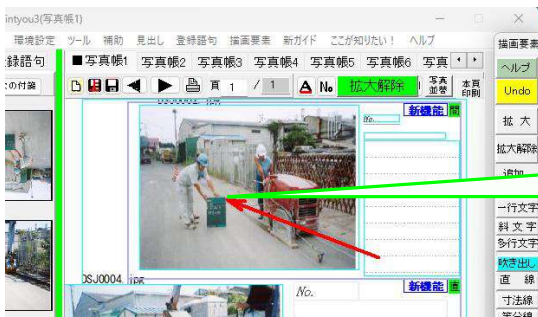 intyou3(写真帳1)
環境設定 ツール 補助 見出し 登録語句 描画要素 新ガイド ここが知りたい! ヘルプ
録語句
■写真帳1 写真帳2 写真帳3 写真帳4 写真帳5 写真帳6 写真
の付箋
頁 1 / 1 A No 拡大解除 写真並替 本頁印刷
新機能 間
No.
DSJ0004. jpg
新機能 直
No.
描画要素
ヘルプ
Undo
拡 大
拡大解除
追加
一行文字
斜 文 字
多行文字
吹き出し
直 線
寸法線
等分線